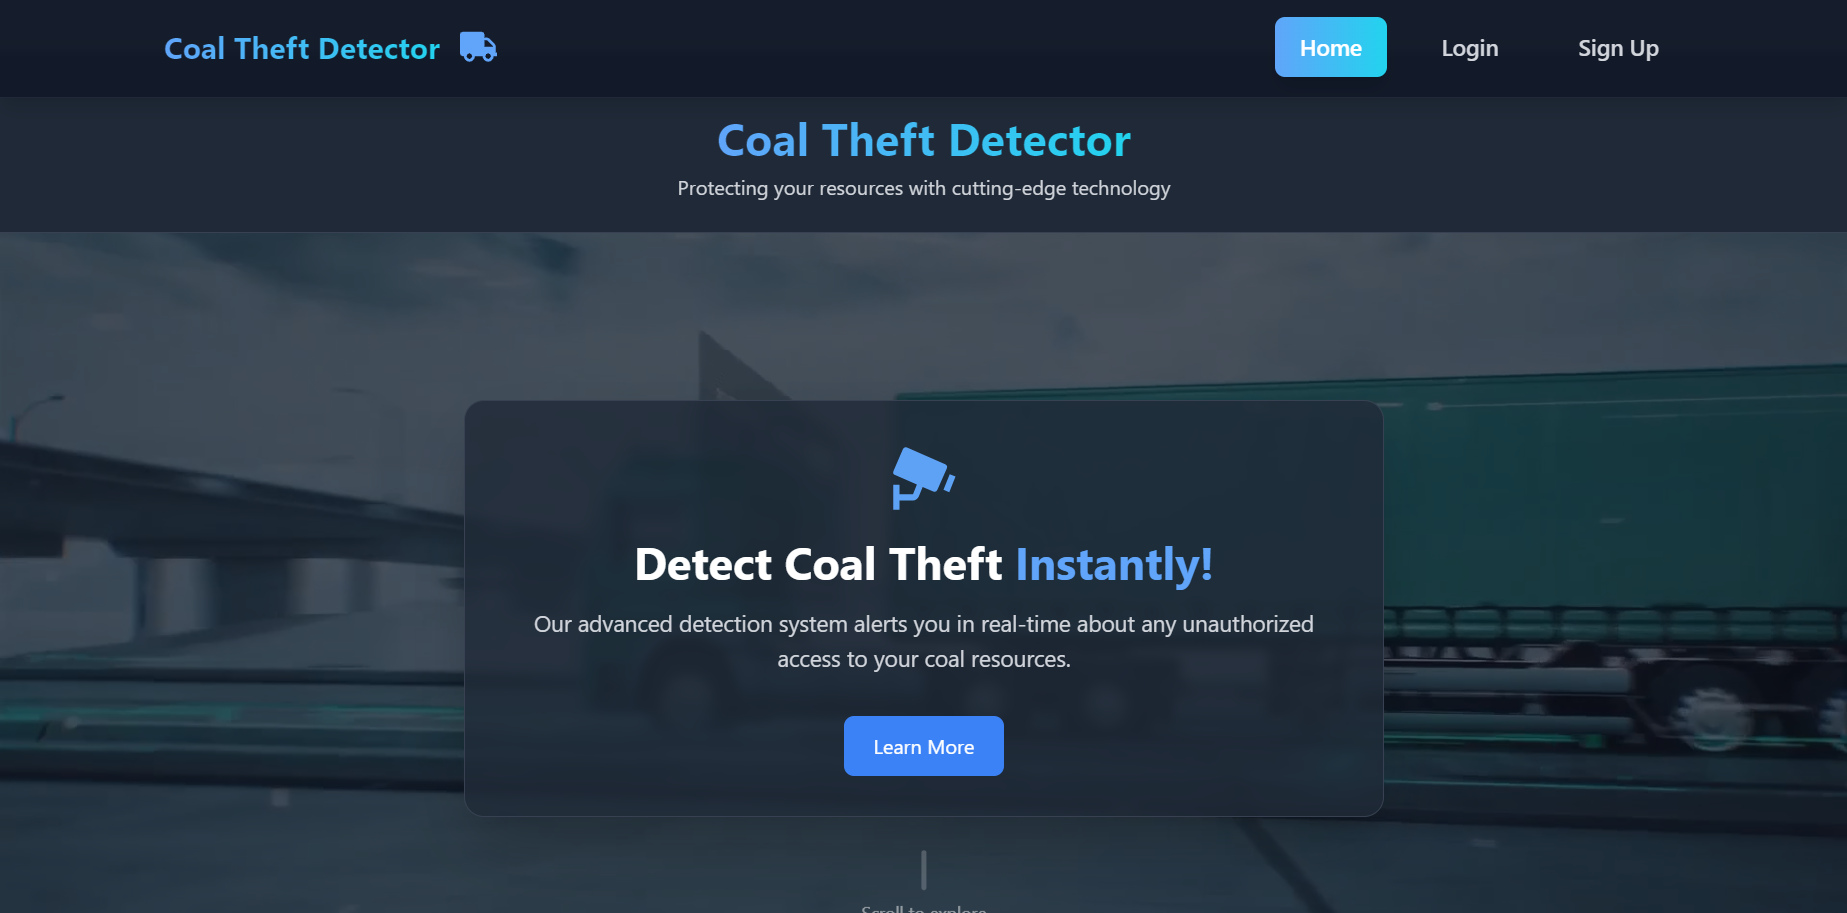 Coal Theft Detector
Home
Login
Sign Up
Coal Theft Detector
Protecting your resources with cutting-edge technology
Detect Coal Theft Instantly!
Our advanced detection system alerts you in real-time about any unauthorized
access to your coal resources.
Learn More
Scroll to explore